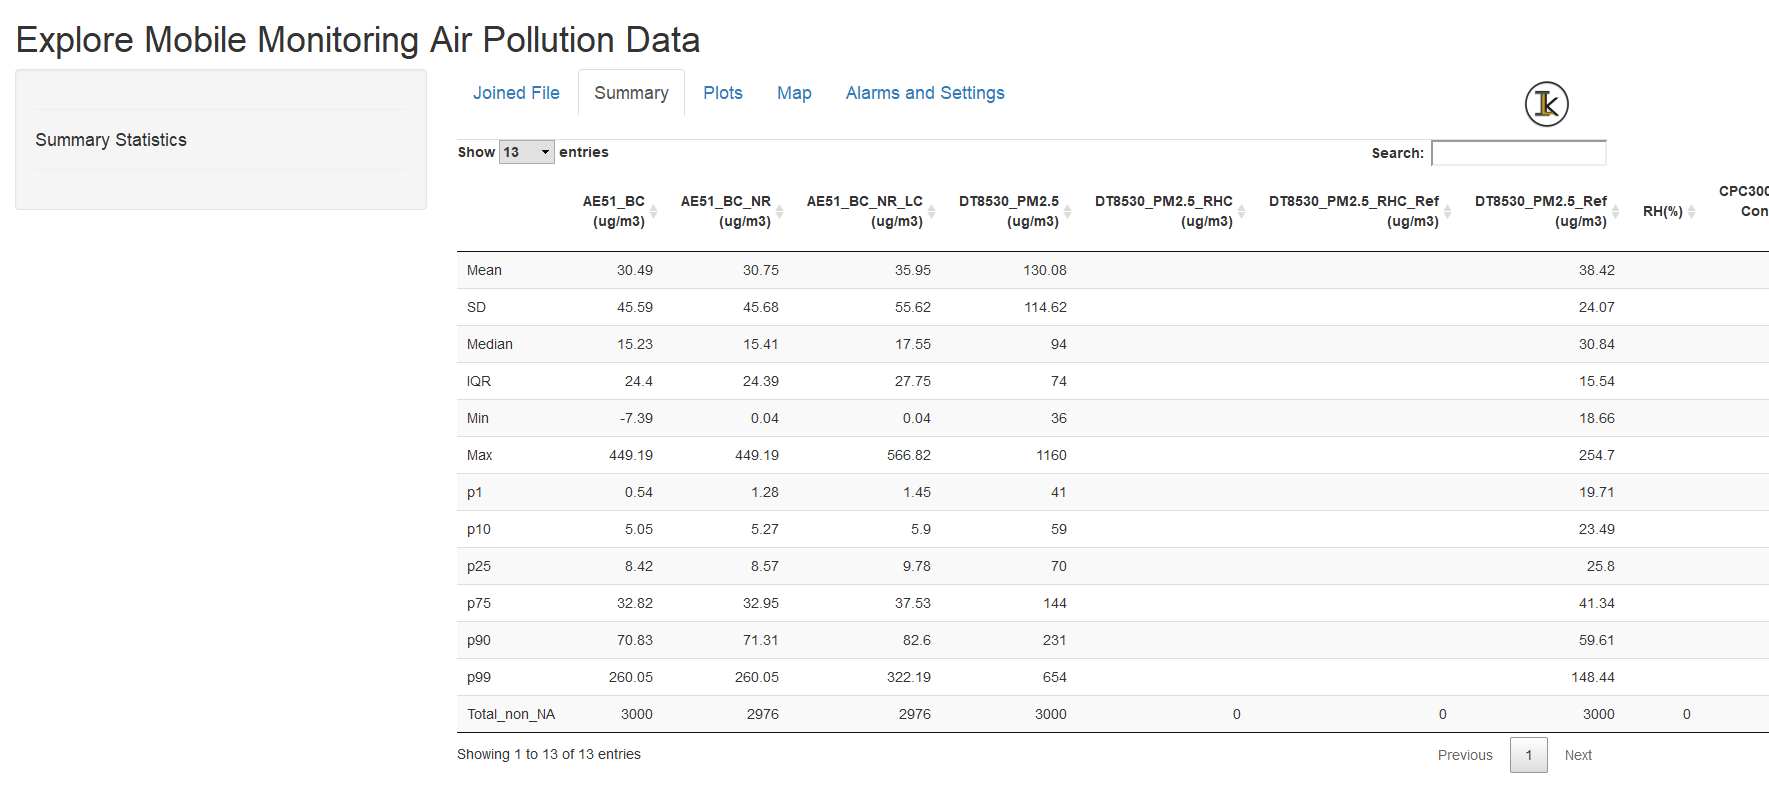 Explore Mobile Monitoring Air Pollution Data
Joined File Summary Plots Map Alarms and Settings
Summary Statistics
Show 13 entries Search:
AE51_BC (ug/m3) AE51_BC_NR (ug/m3) AE51_BC_NR_LC (ug/m3) DT8530_PM2.5 (ug/m3) DT8530_PM2.5_RHC (ug/m3) DT8530_PM2.5_RHC_Ref (ug/m3) DT8530_PM2.5_Ref (ug/m3) RH(%) CPC300 Con
Mean 30.49 30.75 35.95 130.08 38.42
SD 45.59 45.68 55.62 114.62 24.07
Median 15.23 15.41 17.55 94 30.84
IQR 24.4 24.39 27.75 74 15.54
Min -7.39 0.04 0.04 36 18.66
Max 449.19 449.19 566.82 1160 254.7
p1 0.54 1.28 1.45 41 19.71
p10 5.05 5.27 5.9 59 23.49
p25 8.42 8.57 9.78 70 25.8
p75 32.82 32.95 37.53 144 41.34
p90 70.83 71.31 82.6 231 59.61
p99 260.05 260.05 322.19 654 148.44
Total_non_NA 3000 2976 2976 3000 0 0 3000 0
Showing 1 to 13 of 13 entries Previous 1 Next